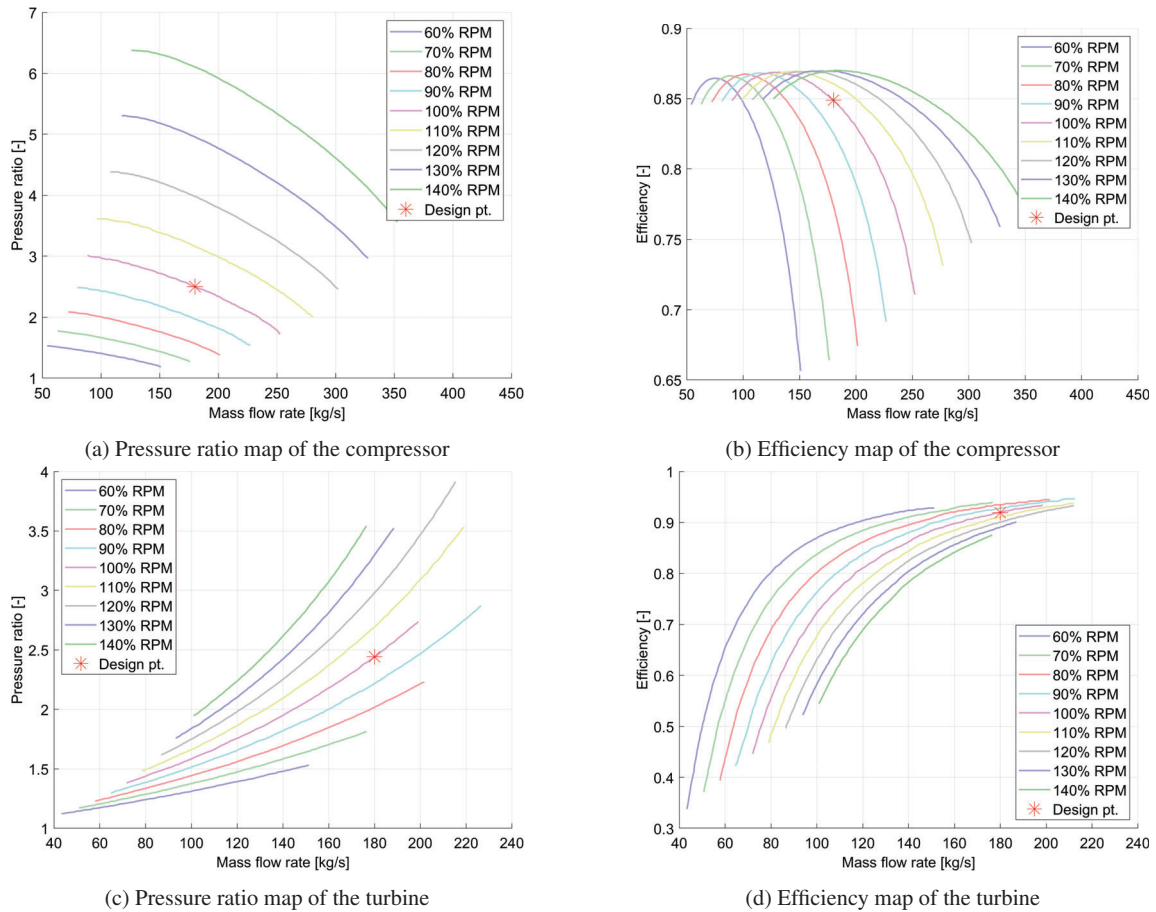 7
6
5
4
3
2
1
Pressure ratio [-]
50 100 150 200 250 300 350 400 450
Mass flow rate [kg/s]
60% RPM
70% RPM
80% RPM
90% RPM
100% RPM
110% RPM
120% RPM
130% RPM
140% RPM
Design pt.
(a) Pressure ratio map of the compressor
0.9
0.85
0.8
0.75
0.7
0.65
Efficiency [-]
50 100 150 200 250 300 350 400 450
Mass flow rate [kg/s]
60% RPM
70% RPM
80% RPM
90% RPM
100% RPM
110% RPM
120% RPM
130% RPM
140% RPM
Design pt.
(b) Efficiency map of the compressor
4
3.5
3
2.5
2
1.5
1
Pressure ratio [-]
60% RPM
70% RPM
80% RPM
90% RPM
100% RPM
110% RPM
120% RPM
130% RPM
140% RPM
Design pt.
40 60 80 100 120 140 160 180 200 220 240
Mass flow rate [kg/s]
(c) Pressure ratio map of the turbine
1
0.9
0.8
0.7
0.6
0.5
0.4
0.3
Efficiency [-]
60% RPM
70% RPM
80% RPM
90% RPM
100% RPM
110% RPM
120% RPM
130% RPM
140% RPM
Design pt.
40 60 80 100 120 140 160 180 200 220 240
Mass flow rate [kg/s]
(d) Efficiency map of the turbine